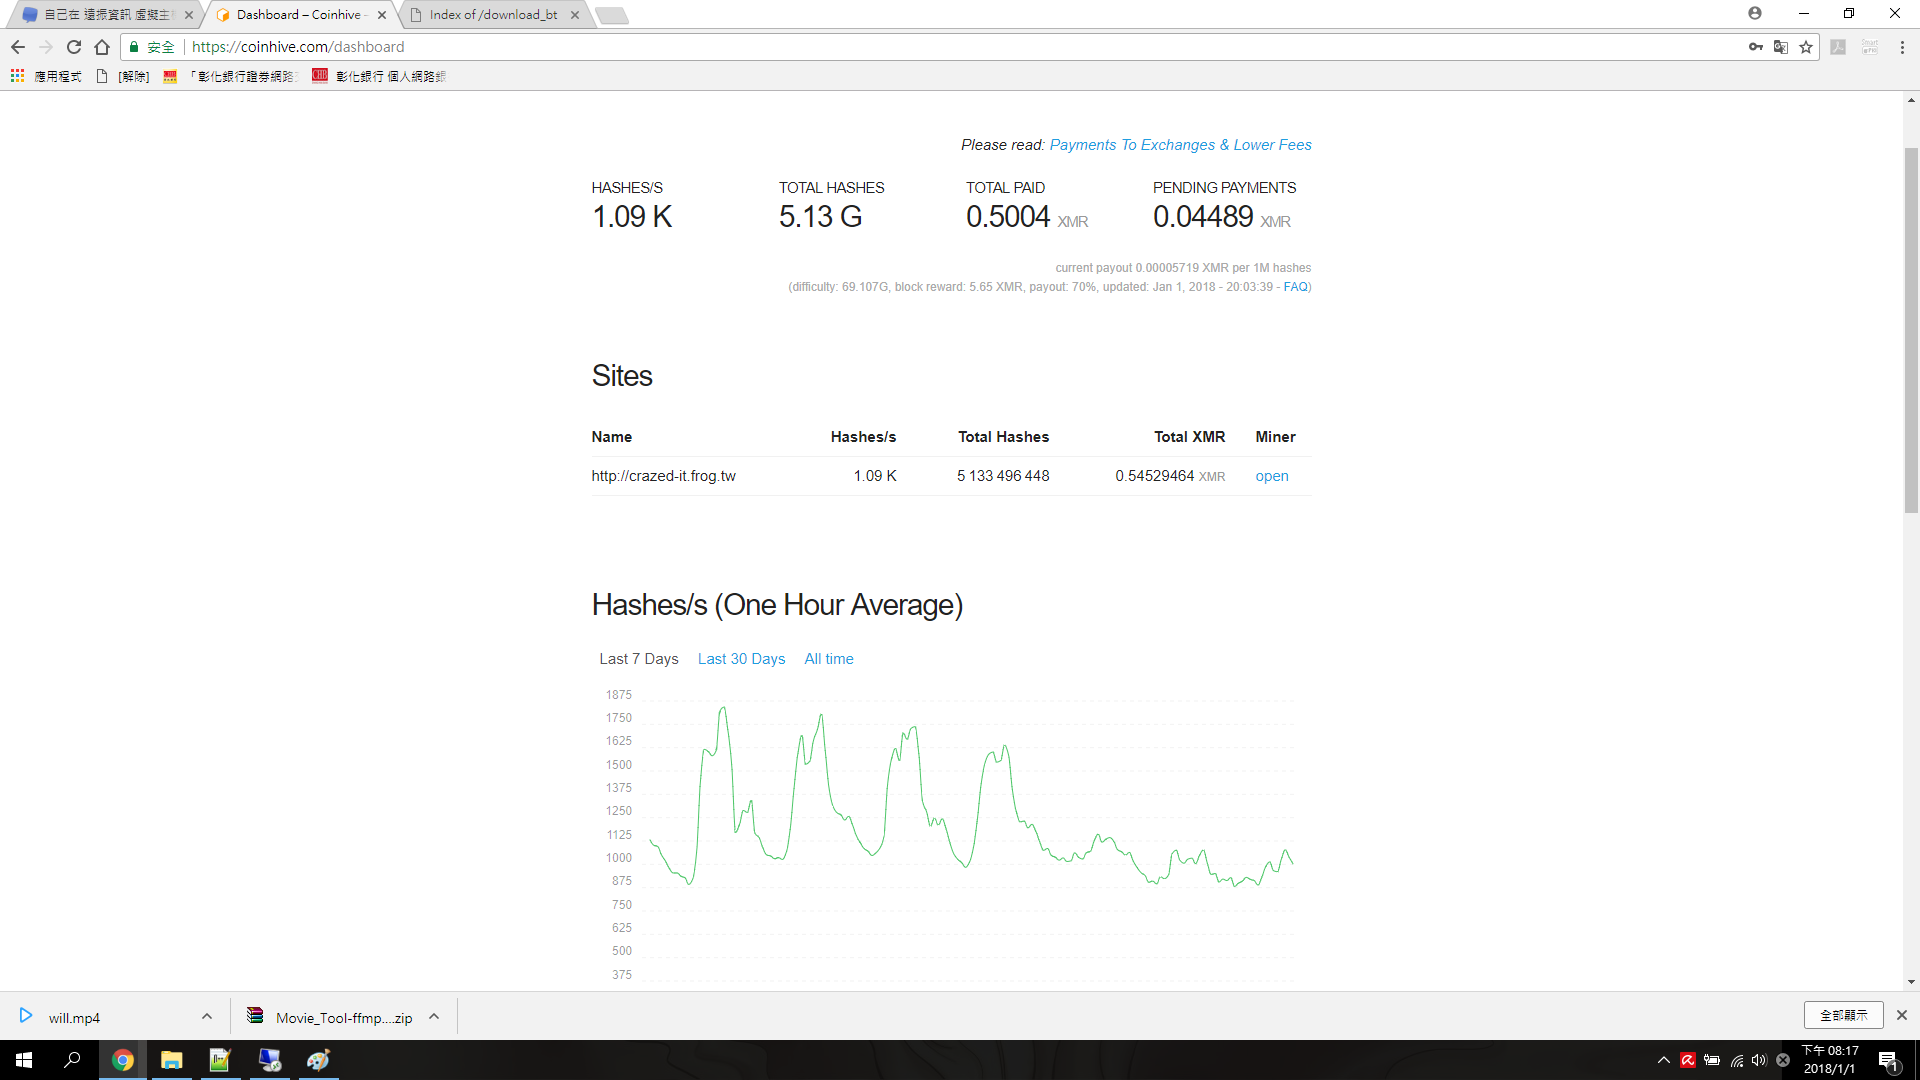 自己在 遠振資訊 虛擬主機
Dashboard – Coinhive –
Index of /download_bt
安全
https://coinhive.com/dashboard
應用程式
[解除]
「彰化銀行證券網路
彰化銀行 個人網路銀
Please read: Payments To Exchanges & Lower Fees
HASHES/S TOTAL HASHES TOTAL PAID PENDING PAYMENTS
1.09 K 5.13 G 0.5004 XMR 0.04489 XMR
current payout 0.00005719 XMR per 1M hashes
(difficulty: 69.107G, block reward: 5.65 XMR, payout: 70%, updated: Jan 1, 2018 - 20:03:39 - FAQ)
Sites
Name Hashes/s Total Hashes Total XMR Miner
http://crazed-it.frog.tw 1.09 K 5 133 496 448 0.54529464 XMR open
Hashes/s (One Hour Average)
Last 7 Days Last 30 Days All time
1875
1750
1625
1500
1375
1250
1125
1000
875
750
625
500
375
will.mp4
Movie_Tool-ffmp....zip
全部顯示
下午 08:17
2018/1/1
1